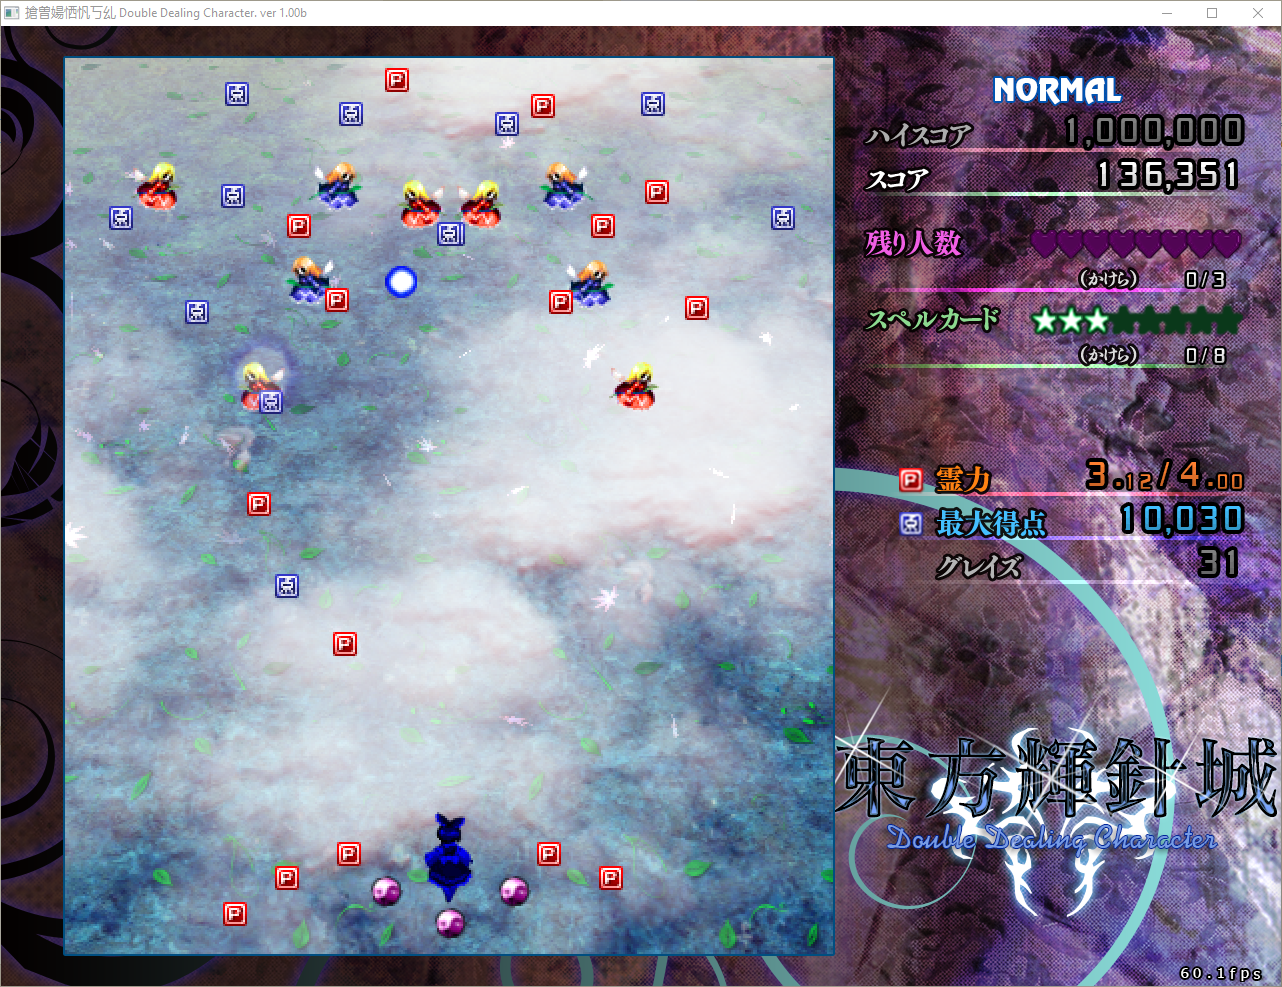 Double Dealing Character. ver 1.00b
NORMAL
ハイスコア 1,000,000
スコア 136,351
残り人数
(かけら) 0/3
スペルカード
(かけら) 0/8
P 霊力 3.12/4.00
最大得点 10,030
グレイズ 31
東方輝針城
Double Dealing Character
60.1fps